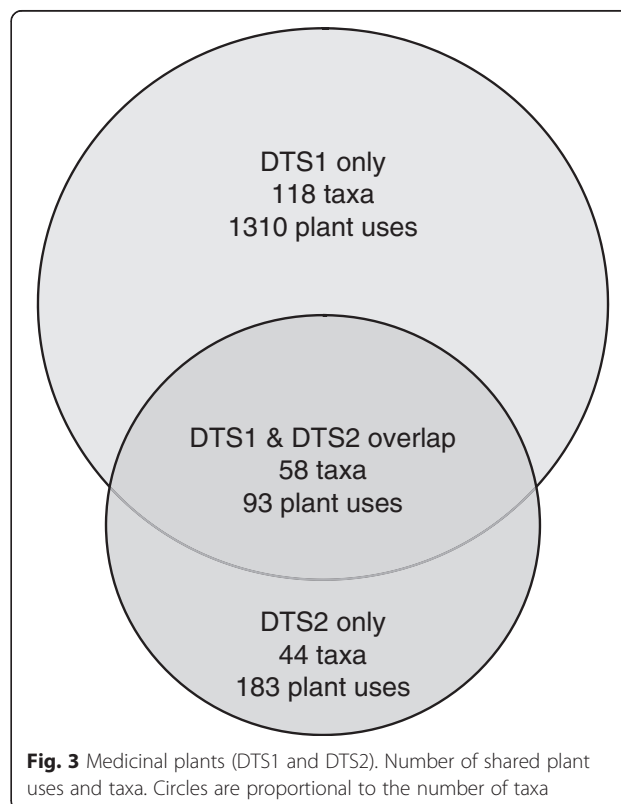 DTS1 only
118 taxa
1310 plant uses
DTS1 & DTS2 overlap
58 taxa
93 plant uses
DTS2 only
44 taxa
183 plant uses
Fig. 3 Medicinal plants (DTS1 and DTS2). Number of shared plant
uses and taxa. Circles are proportional to the number of taxa